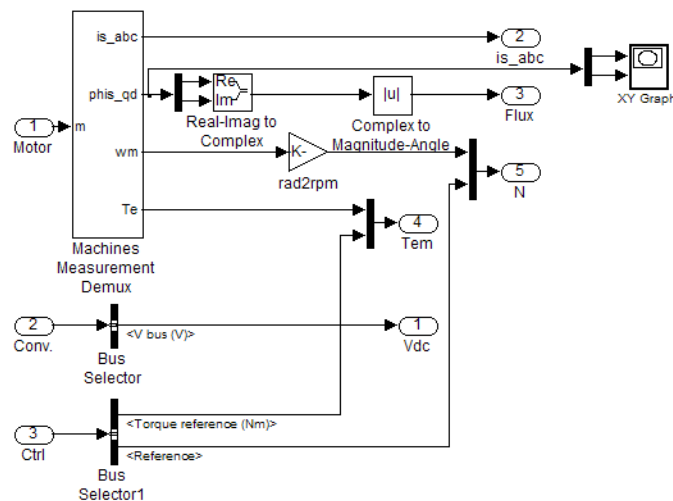 is_abc
2
is_abc
phis_qd
Re
Im
|u|
3
Flux
XY Graph
Real-Imag to
Complex
Complex to
Magnitude-Angle
1
Motor
m
wm
K-
rad2rpm
5
N
Te
4
Tem
Machines
Measurement
Demux
2
Conv.
<V bus (V)>
Bus
Selector
1
Vdc
3
Ctrl
<Torque reference (Nm)>
<Reference>
Bus
Selector1